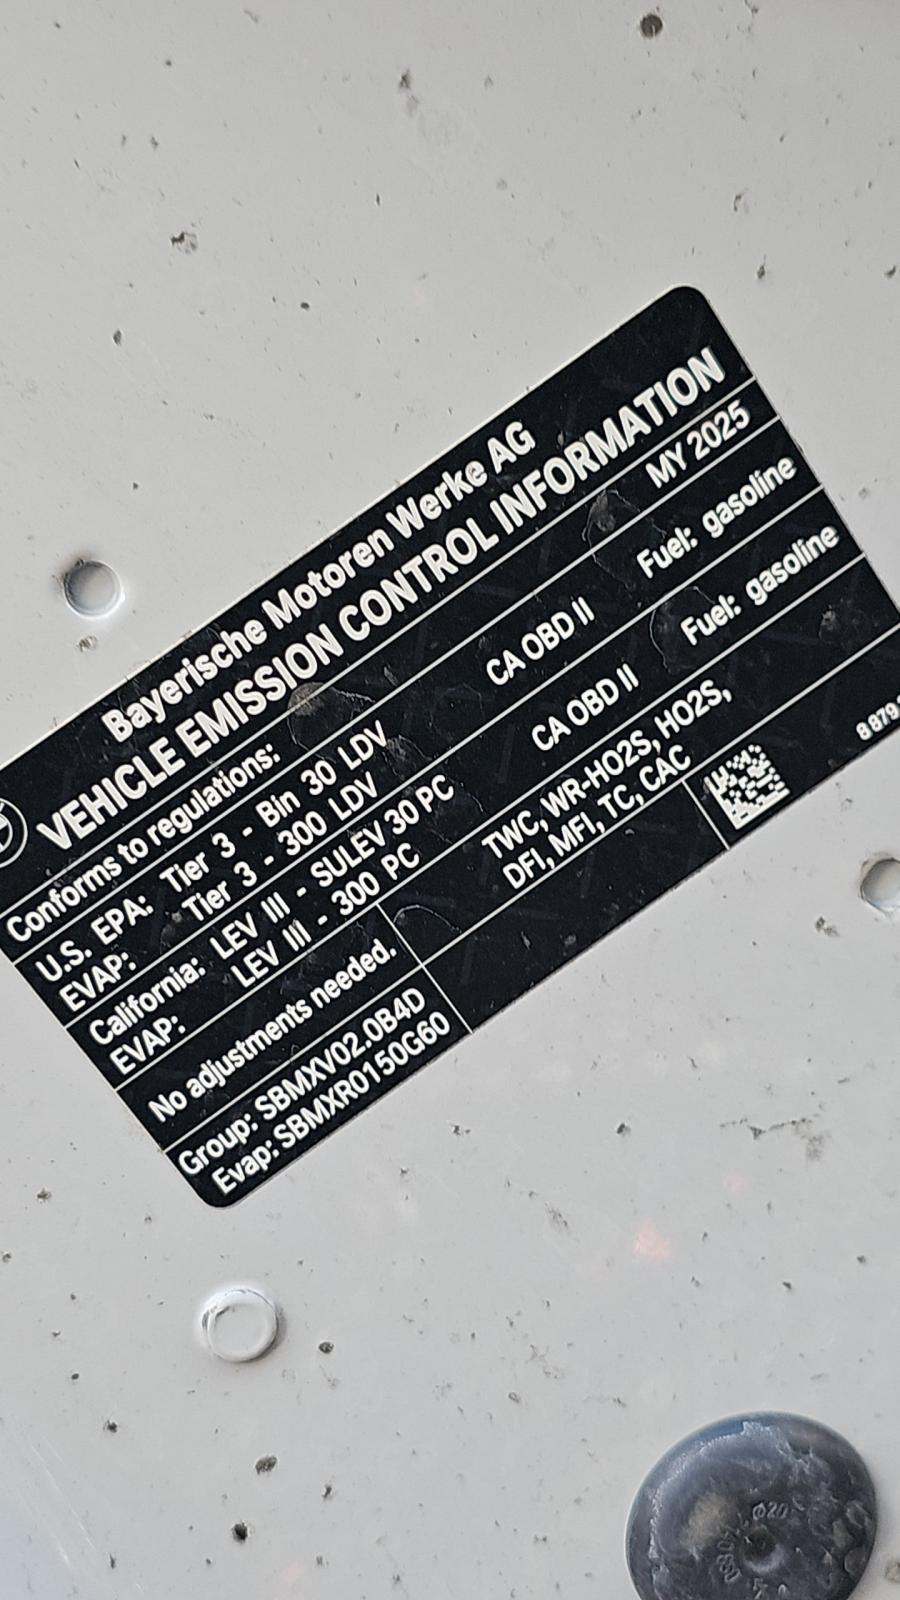 Bayerische Motoren Werke AG
VEHICLE EMISSION CONTROL INFORMATION
Conforms to regulations: MY 2025
U.S. EPA: Tier 3 - Bin 30 LDV CA OBD II Fuel: gasoline
EVAP: Tier 3 - 300 LDV
California: LEV III - SULEV 30 PC CA OBD II Fuel: gasoline
EVAP: LEV III - 300 PC
No adjustments needed. TWC, WR-HO2S, HO2S,
DFI, MFI, TC, CAC
Group: SBMXV02.0B4D
Evap: SBMXR0150G60
8 879
Ø20